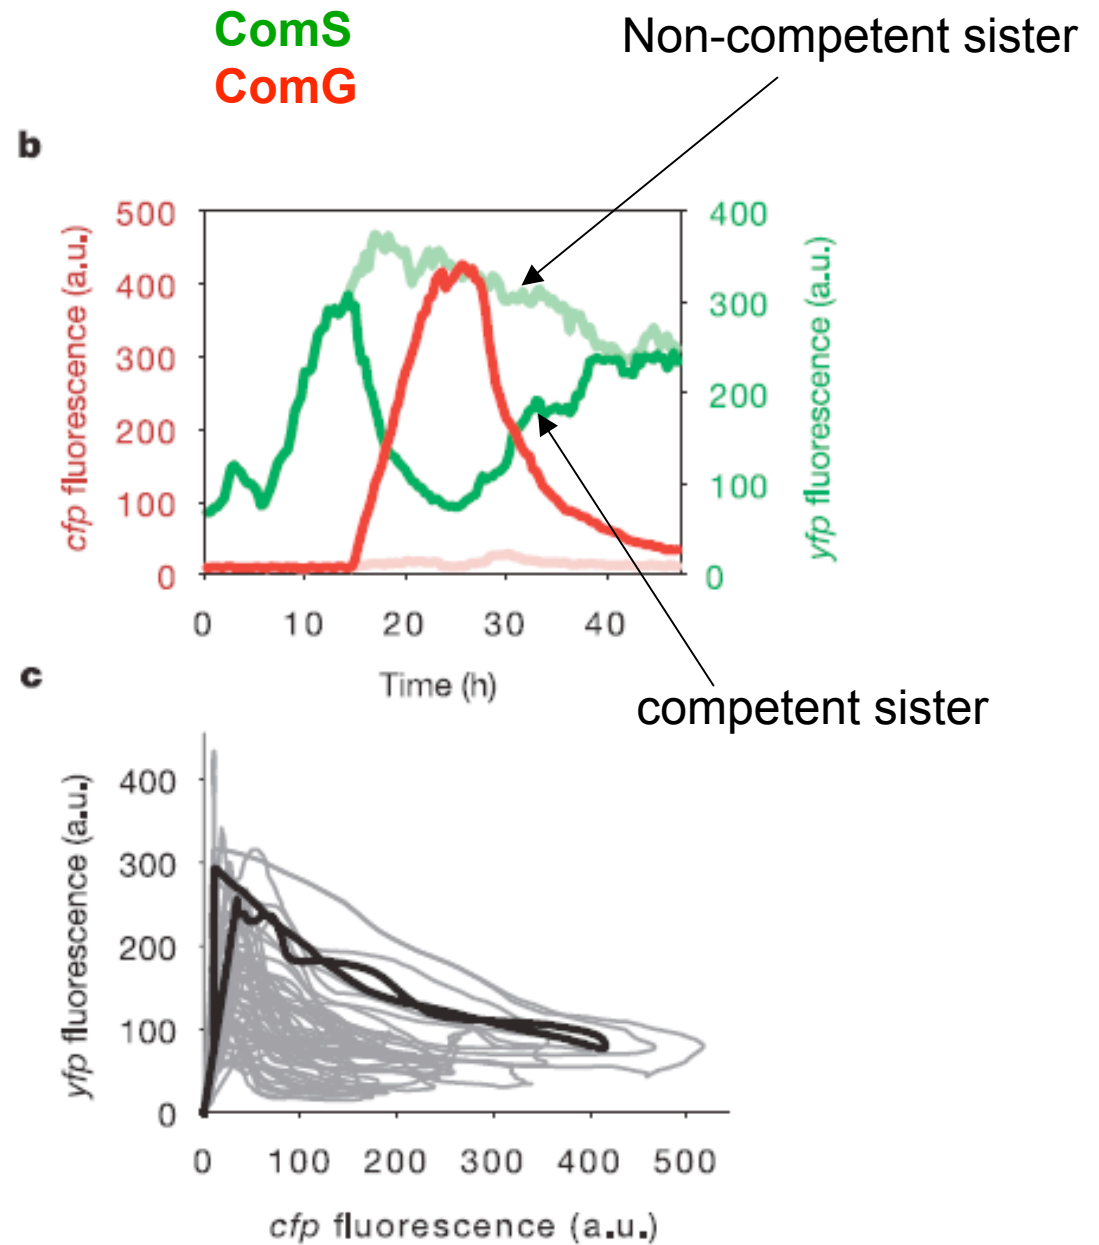 ComS
ComG
Non-competent sister
b
cfp fluorescence (a.u.)
500
400
300
200
100
0
400
300
200
100
0
yfp fluorescence (a.u.)
0 10 20 30 40
Time (h)
competent sister
c
yfp fluorescence (a.u.)
400
300
200
100
0
0 100 200 300 400 500
cfp fluorescence (a.u.)